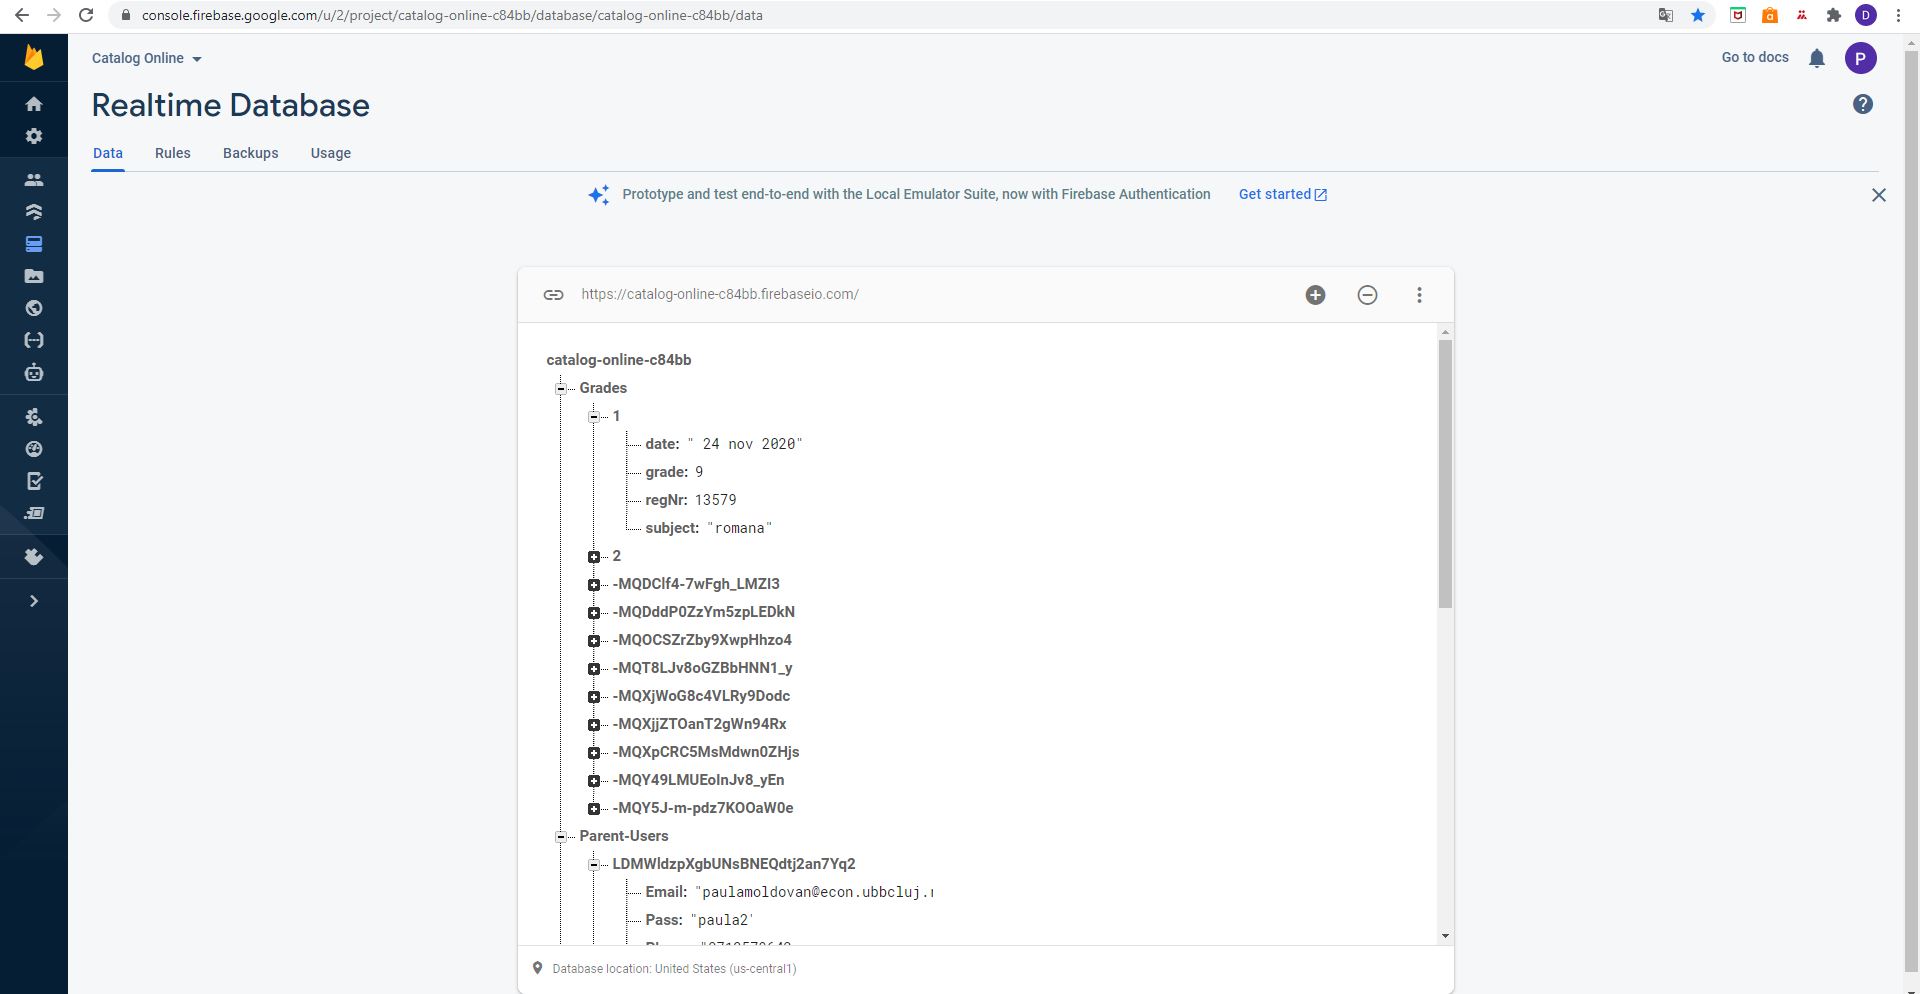 console.firebase.google.com/u/2/project/catalog-online-c84bb/database/catalog-online-c84bb/data
D
Catalog Online
Go to docs
P
Realtime Database
Data Rules Backups Usage
Prototype and test end-to-end with the Local Emulator Suite, now with Firebase Authentication Get started
https://catalog-online-c84bb.firebaseio.com/
catalog-online-c84bb
Grades
1
date: " 24 nov 2020"
grade: 9
regNr: 13579
subject: "romana"
2
-MQDClf4-7wFgh_LMZI3
-MQDddP0ZzYm5zpLEDkN
-MQOCSZrZby9XwpHhzo4
-MQT8LJv8oGZBbHNN1_y
-MQXjWoG8c4VLRy9Dodc
-MQXjjZTOanT2gWn94Rx
-MQXpCRC5MsMdwn0ZHjs
-MQY49LMUEoInJv8_yEn
-MQY5J-m-pdz7KOOaW0e
Parent-Users
LDMWldzpXgbUNsBNEQdtj2an7Yq2
Email: "paulamoldovan@econ.ubbcluj.r
Pass: "paula2'
Database location: United States (us-central1)